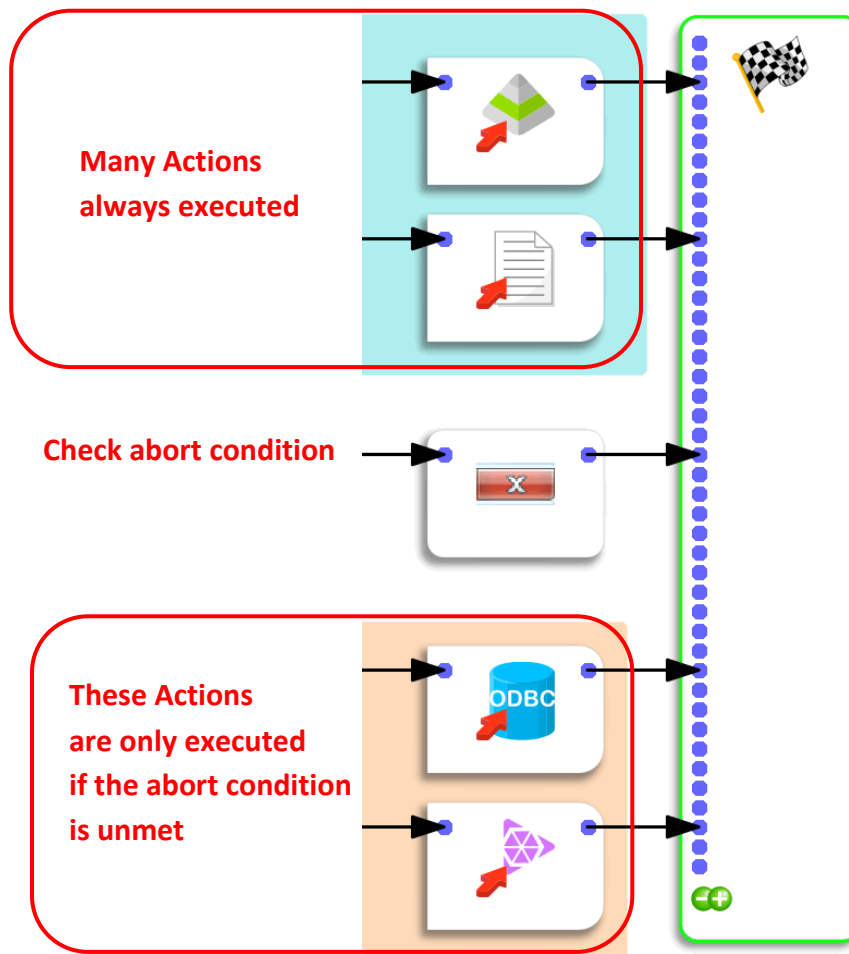 Many Actions
always executed
Check abort condition
X
ODBC
These Actions
are only executed
if the abort condition
is unmet